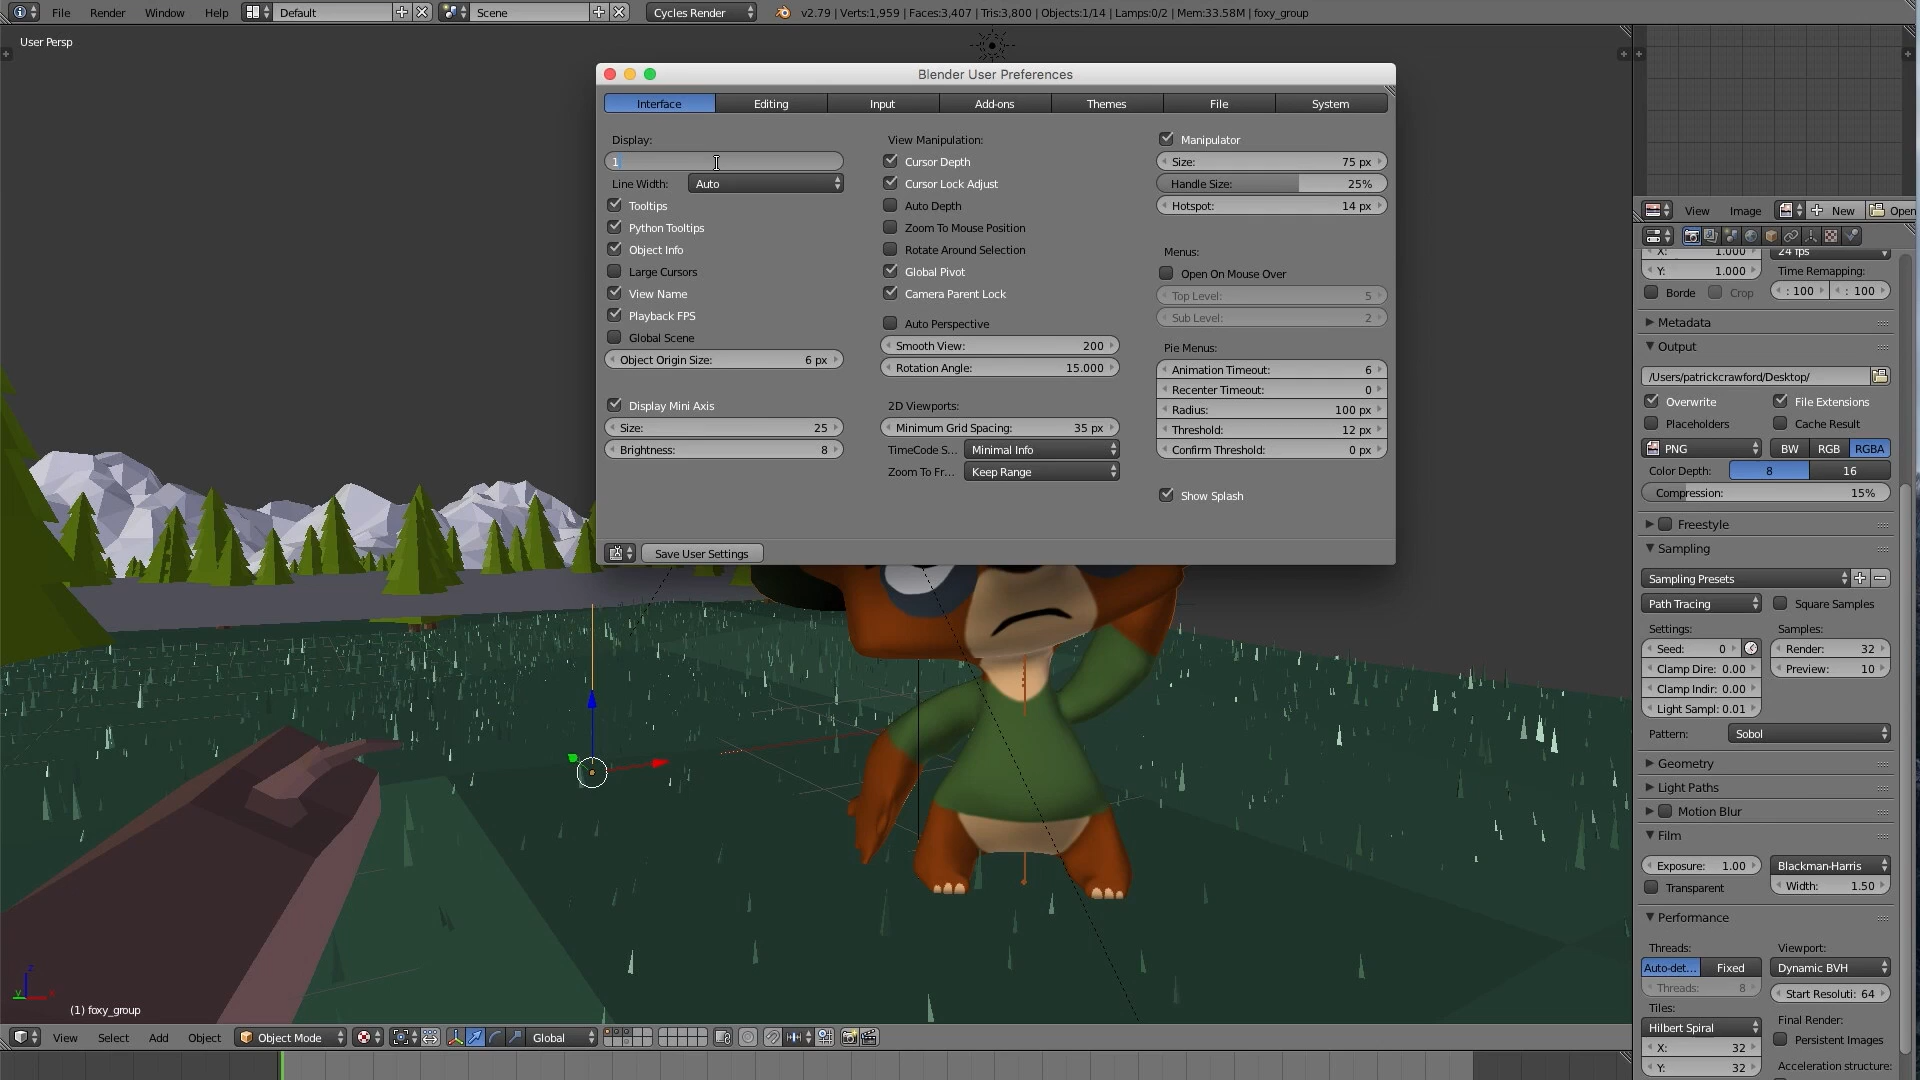 File Render Window Help Default Scene Cycles Render v2.79 | Verts:1,959 | Faces:3,407 | Tris:3,800 | Objects:1/14 | Lamps:0/2 | Mem:33.58M | foxy_group
User Persp
Blender User Preferences
Interface Editing Input Add-ons Themes File System
Display:
1
Line Width: Auto
Tooltips
Python Tooltips
Object Info
Large Cursors
View Name
Playback FPS
Global Scene
Object Origin Size: 6 px
Display Mini Axis
Size: 25
Brightness: 8
View Manipulation:
Cursor Depth
Cursor Lock Adjust
Auto Depth
Zoom To Mouse Position
Rotate Around Selection
Global Pivot
Camera Parent Lock
Auto Perspective
Smooth View: 200
Rotation Angle: 15.000
2D Viewports:
Minimum Grid Spacing: 35 px
TimeCode S... Minimal Info
Zoom To Fr... Keep Range
Manipulator
Size: 75 px
Handle Size: 25%
Hotspot: 14 px
Menus:
Open On Mouse Over
Top Level: 5
Sub Level: 2
Pie Menus:
Animation Timeout: 6
Recenter Timeout: 0
Radius: 100 px
Threshold: 12 px
Confirm Threshold: 0 px
Show Splash
Save User Settings
View Image New Open
X: 1.000 24 fps
Y: 1.000 Time Remapping:
Borde Crop : 100 : 100
Metadata
Output
/Users/patrickcrawford/Desktop/
Overwrite File Extensions
Placeholders Cache Result
PNG BW RGB RGBA
Color Depth: 8 16
Compression: 15%
Freestyle
Sampling
Sampling Presets
Path Tracing Square Samples
Settings: Samples:
Seed: 0 Render: 32
Clamp Dire: 0.00 Preview: 10
Clamp Indir: 0.00
Light Sampl: 0.01
Pattern: Sobol
Geometry
Light Paths
Motion Blur
Film
Exposure: 1.00 Blackman-Harris
Transparent Width: 1.50
Performance
Threads: Viewport:
Auto-det... Fixed Dynamic BVH
Threads: 8 Start Resoluti: 64
Tiles: Final Render:
Hilbert Spiral Persistent Images
X: 32
Y: 32 Acceleration structure:
z
y x
(1) foxy_group
View Select Add Object Object Mode Global